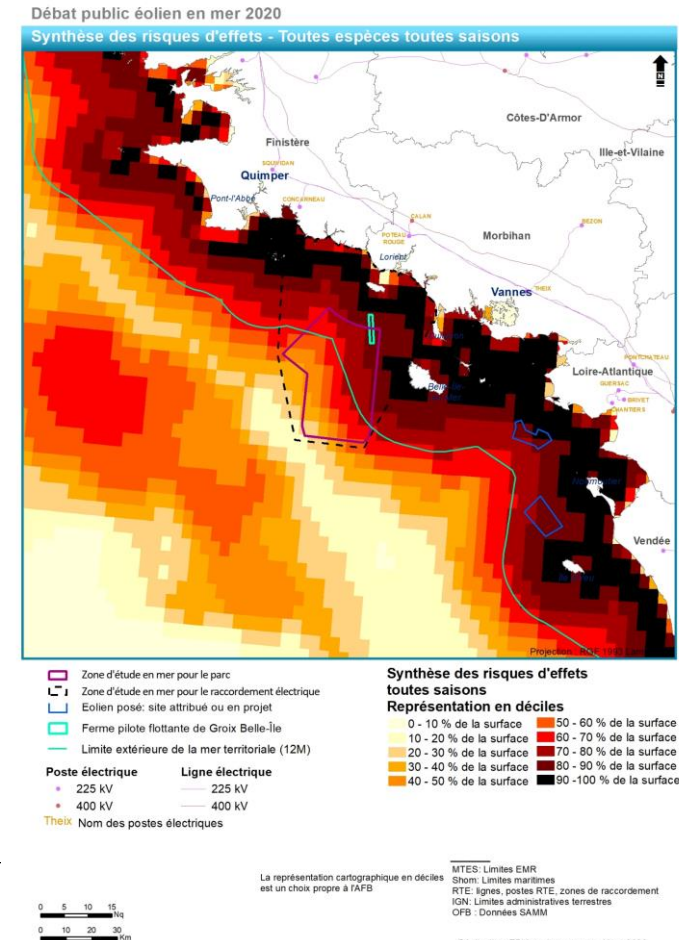 Débat public éolien en mer 2020
Synthèse des risques d'effets - Toutes espèces toutes saisons
N
Côtes-D'Armor
Ille-et-Vilaine
Finistère
SQUIVIDAN
Quimper
Pont-l'Abbé
CONCARNEAU
CALAN
BEZON
POTEAU
ROUGE
Morbihan
Lorient
Vannes
THEIX
PONTCHATEAU
Loire-Atlantique
GUERSAC
BRIVET
CHANTIERS
Vendée
Zone d'étude en mer pour le parc
Zone d'étude en mer pour le raccordement électrique
Eolien posé: site attribué ou en projet
Ferme pilote flottante de Groix Belle-Île
Limite extérieure de la mer territoriale (12M)
Poste électrique
225 kV
400 kV
Theix Nom des postes électriques
Ligne électrique
225 kV
400 kV
Synthèse des risques d'effets
toutes saisons
Représentation en déciles
0 - 10 % de la surface
10 - 20 % de la surface
20 - 30 % de la surface
30 - 40 % de la surface
40 - 50 % de la surface
50 - 60 % de la surface
60 - 70 % de la surface
70 - 80 % de la surface
80 - 90 % de la surface
90 -100 % de la surface
La représentation cartographique en déciles
est un choix propre à l'AFB
MTES: Limites EMR
Shom: Limites maritimes
RTE: lignes, postes RTE, zones de raccordement
IGN: Limites administratives terrestres
OFB : Données SAMM
0 5 10 15
Nq
0 10 20 30
Km